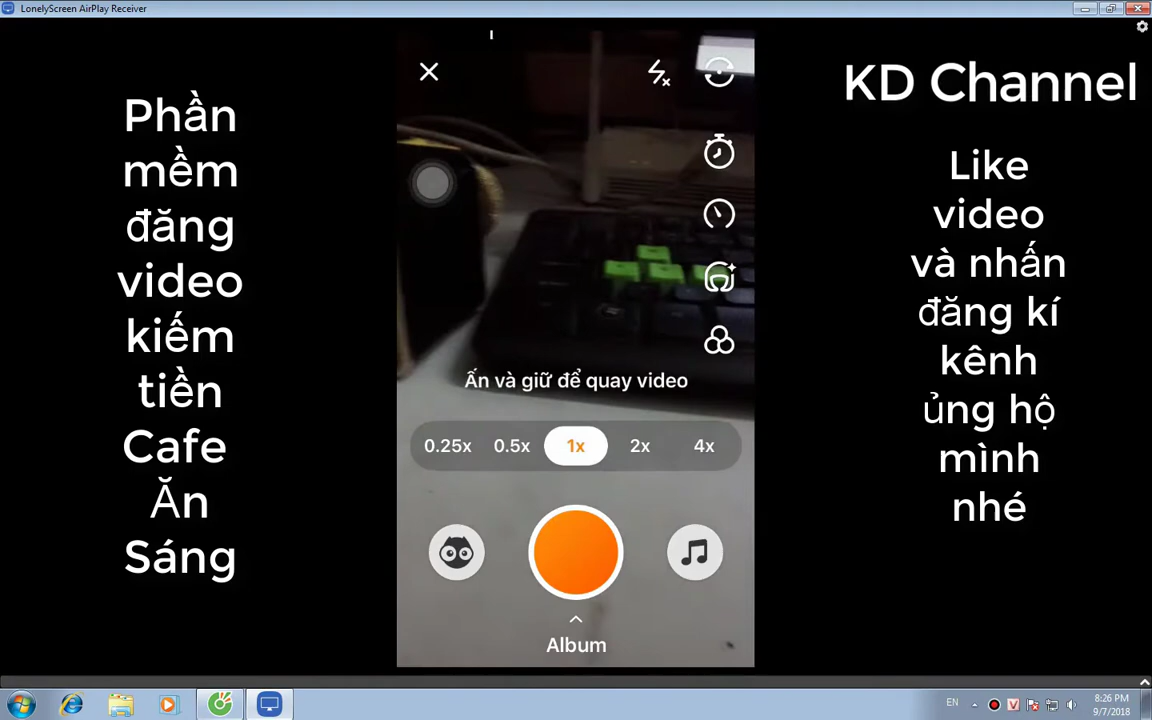 LonelyScreen AirPlay Receiver
Phần
mềm
đăng
video
kiếm
tiền
Cafe
Ăn
Sáng
Ấn và giữ để quay video
0.25x 0.5x 1x 2x 4x
Album
KD Channel
Like
video
và nhấn
đăng kí
kênh
ủng hộ
mình
nhé
EN
8:26 PM
9/7/2018